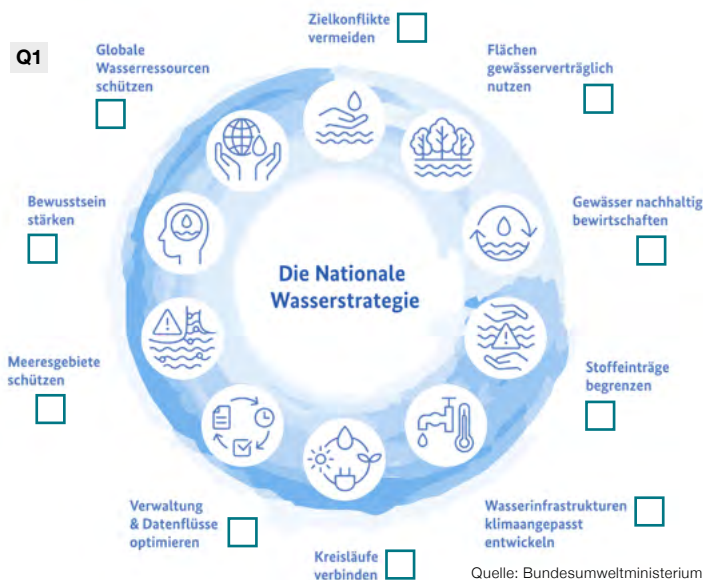 Q1
Zielkonflikte
vermeiden
Globale
Wasserressourcen
schützen
Flächen
gewässerverträglich
nutzen
Bewusstsein
stärken
Gewässer nachhaltig
bewirtschaften
Die Nationale
Wasserstrategie
Meeresgebiete
schützen
Stoffeinträge
begrenzen
Verwaltung
& Datenflüsse
optimieren
Wasserinfrastrukturen
klimaangepasst
entwickeln
Kreisläufe
verbinden
Quelle: Bundesumweltministerium